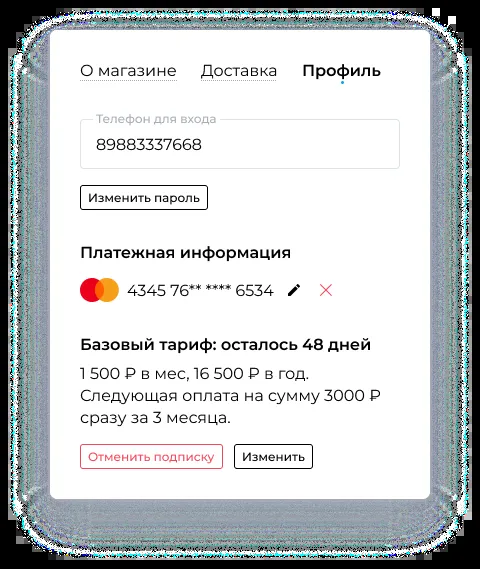 О магазине Доставка Профиль
Телефон для входа
89883337668
Изменить пароль
Платежная информация
4345 76** **** 6534
Базовый тариф: осталось 48 дней
1 500 ₽ в мес, 16 500 ₽ в год.
Следующая оплата на сумму 3000 ₽
сразу за 3 месяца.
Отменить подписку Изменить